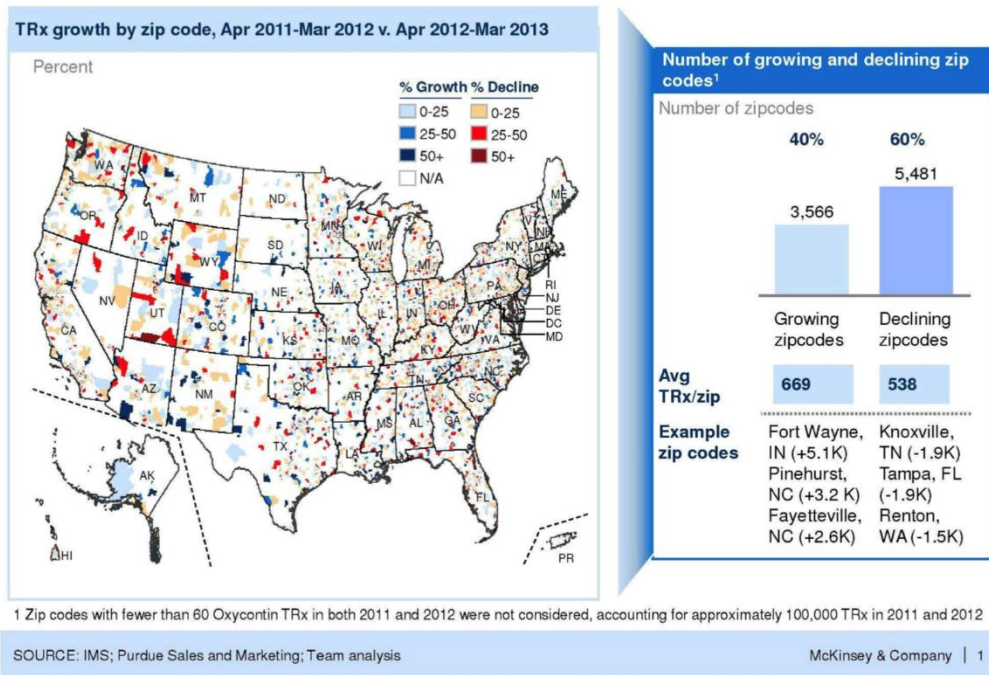 TRx growth by zip code, Apr 2011-Mar 2012 v. Apr 2012-Mar 2013
Percent
% Growth % Decline
0-25 0-25
25-50 25-50
50+ 50+
N/A
WA
MT
ND
MN
ME
OR
ID
SD
WI
VT
NH
NY
MA
CT
WY
MI
RI
NJ
DE
DC
MD
NV
UT
NE
IA
PA
CO
IL
IN
OH
CA
KS
MO
WV
VA
KY
AZ
NM
OK
AR
TN
NC
SC
MS
AL
GA
TX
LA
FL
AK
HI
PR
Number of growing and declining zip
codes1
Number of zipcodes
40% 60%
3,566 5,481
Growing Declining
zipcodes zipcodes
Avg
TRx/zip
669 538
Example
zip codes
Fort Wayne, Knoxville,
IN (+5.1K) TN (-1.9K)
Pinehurst, Tampa, FL
NC (+3.2 K) (-1.9K)
Fayetteville, Renton,
NC (+2.6K) WA (-1.5K)
1 Zip codes with fewer than 60 Oxycontin TRx in both 2011 and 2012 were not considered, accounting for approximately 100,000 TRx in 2011 and 2012
SOURCE: IMS; Purdue Sales and Marketing; Team analysis
McKinsey & Company | 1